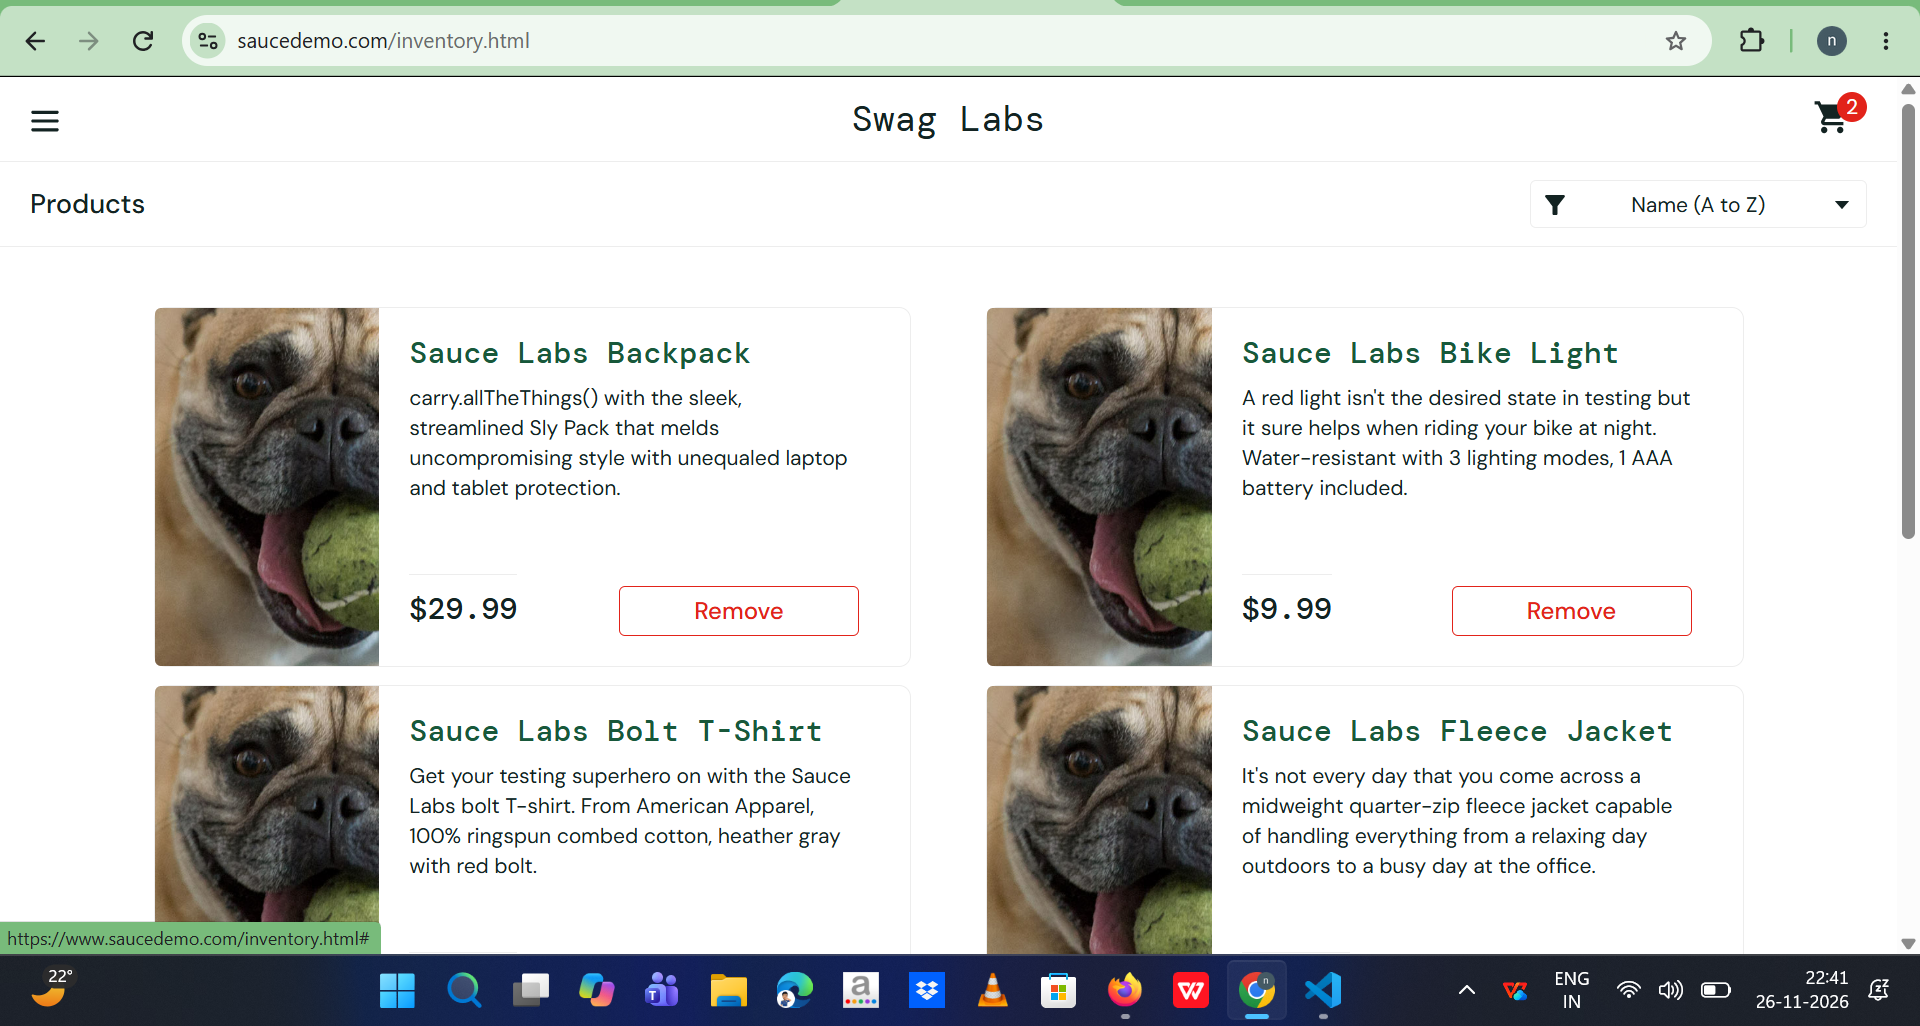 saucedemo.com/inventory.html
n
Swag Labs
2
Products
Name (A to Z)
Sauce Labs Backpack
carry.allTheThings() with the sleek,
streamlined Sly Pack that melds
uncompromising style with unequaled laptop
and tablet protection.
$29.99
Remove
Sauce Labs Bike Light
A red light isn't the desired state in testing but
it sure helps when riding your bike at night.
Water-resistant with 3 lighting modes, 1 AAA
battery included.
$9.99
Remove
Sauce Labs Bolt T-Shirt
Get your testing superhero on with the Sauce
Labs bolt T-shirt. From American Apparel,
100% ringspun combed cotton, heather gray
with red bolt.
Sauce Labs Fleece Jacket
It's not every day that you come across a
midweight quarter-zip fleece jacket capable
of handling everything from a relaxing day
outdoors to a busy day at the office.
https://www.saucedemo.com/inventory.html#
22°
T
a
W
n
ENG
IN
22:41
26-11-2026